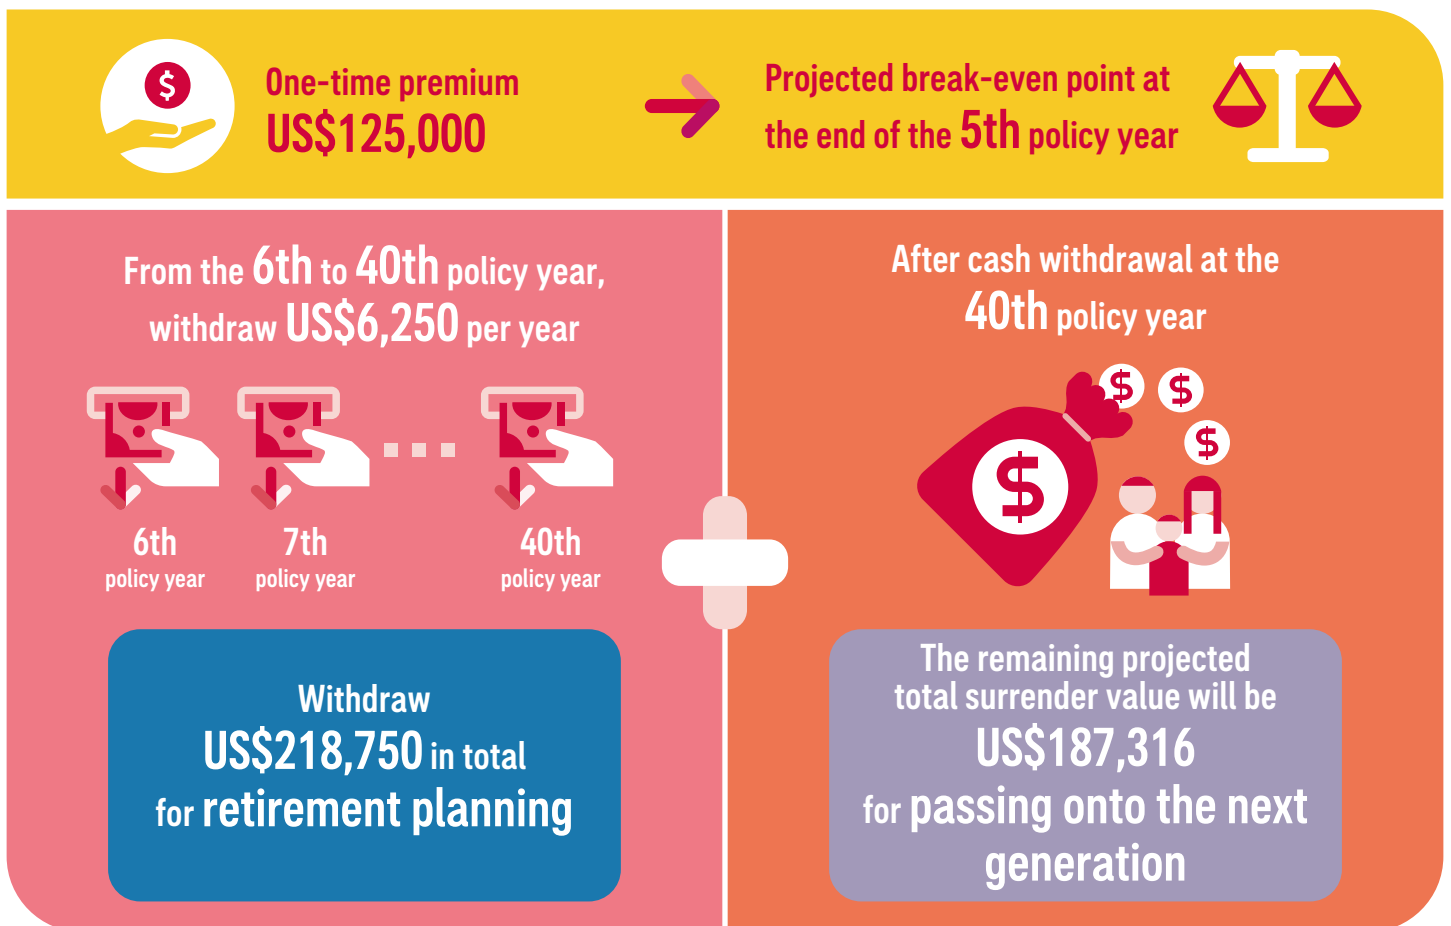 $
One-time premium
US$125,000
Projected break-even point at
the end of the 5th policy year
From the 6th to 40th policy year,
withdraw US$6,250 per year
6th
policy year
7th
policy year
40th
policy year
Withdraw
US$218,750 in total
for retirement planning
After cash withdrawal at the
40th policy year
$
$
$
$
The remaining projected
total surrender value will be
US$187,316
for passing onto the next
generation